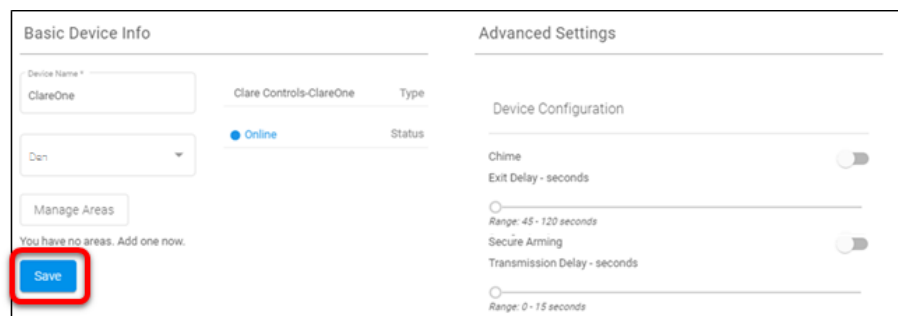 Basic Device Info
Device Name *
ClareOne
Clare Controls-ClareOne Type
Online Status
Den
Manage Areas
You have no areas. Add one now.
Save
Advanced Settings
Device Configuration
Chime
Exit Delay - seconds
Range: 45 - 120 seconds
Secure Arming
Transmission Delay - seconds
Range: 0 - 15 seconds